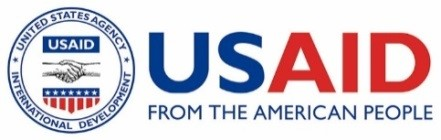 UNITED STATES AGENCY
USAID
INTERNATIONAL DEVELOPMENT
USAID
FROM THE AMERICAN PEOPLE